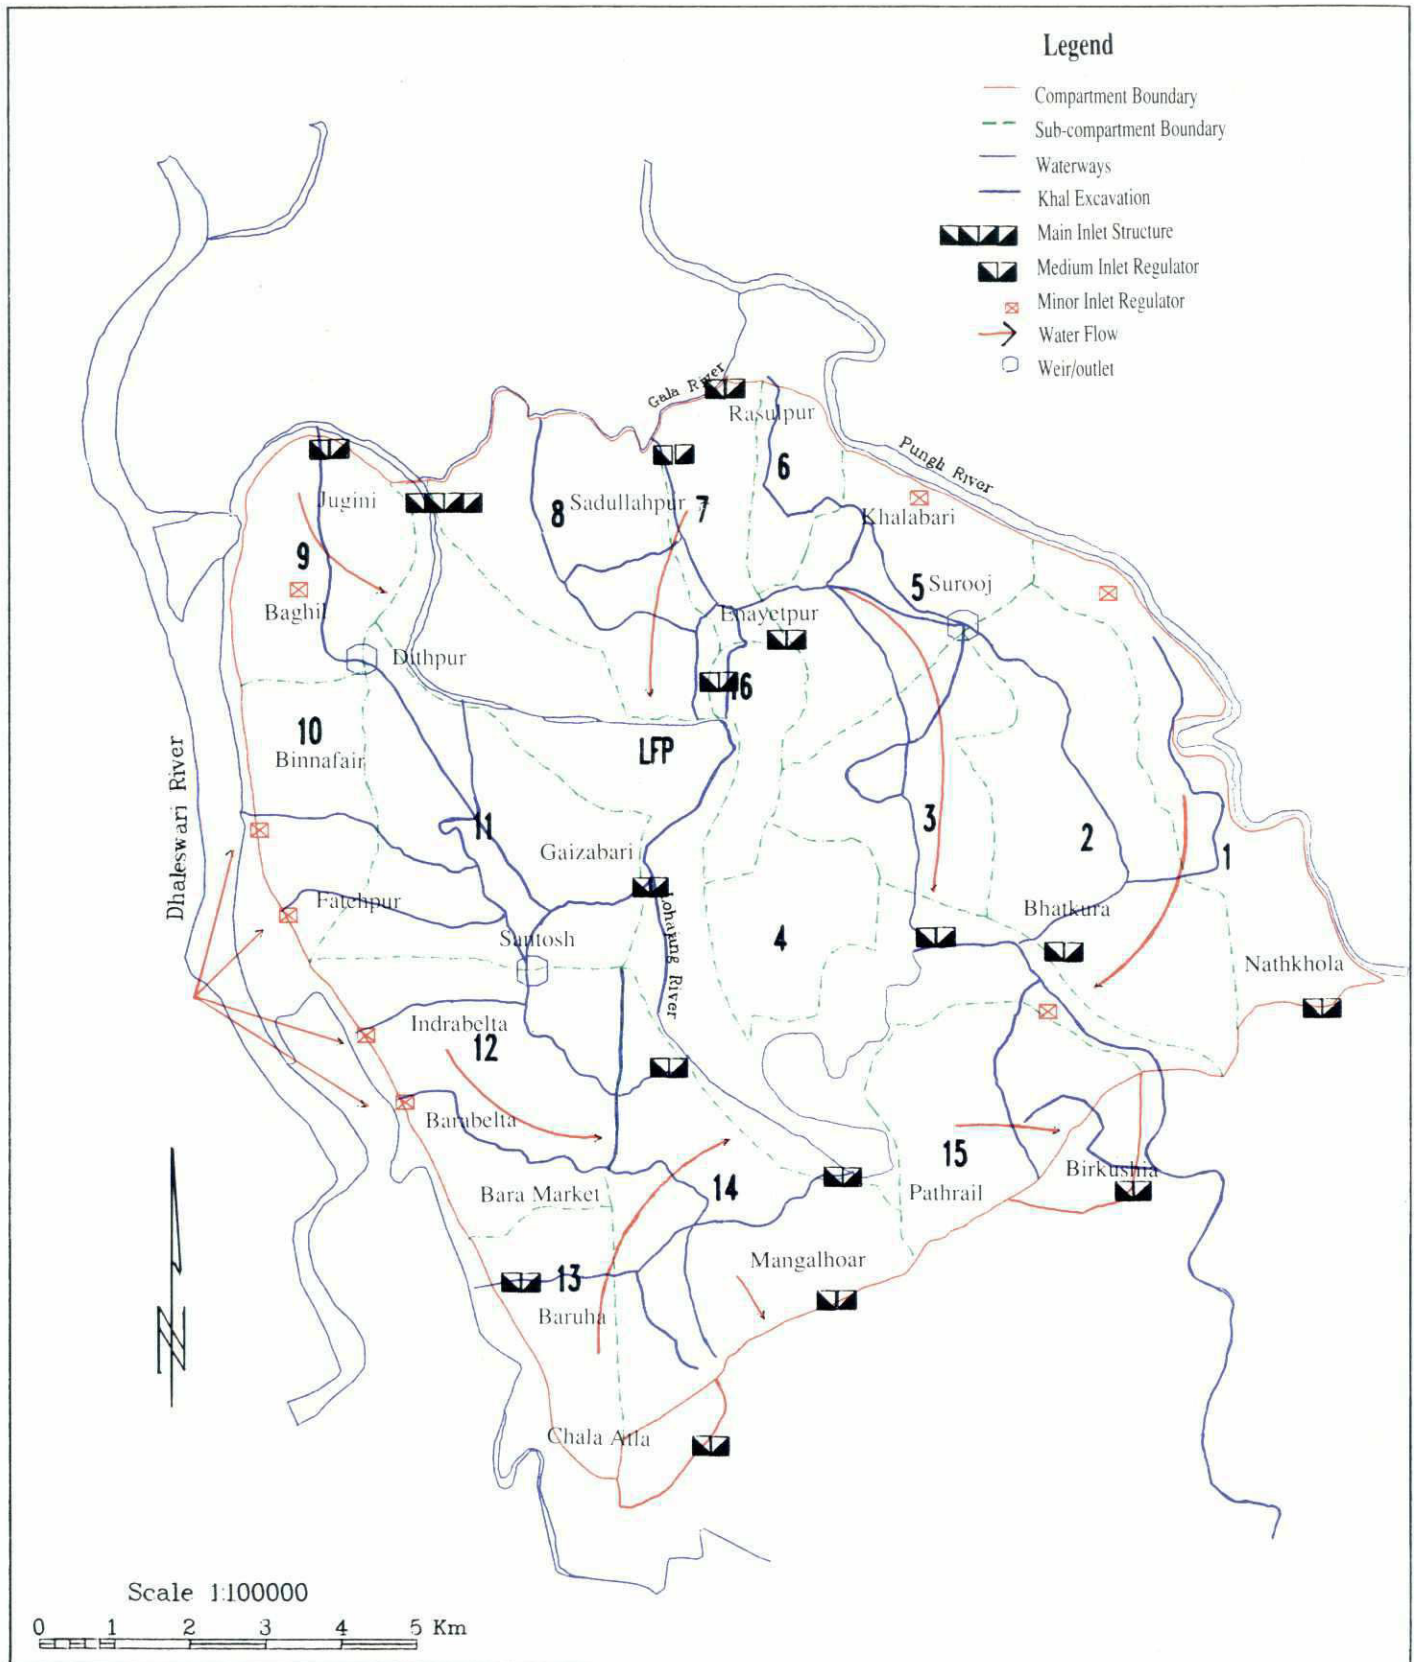 Legend
Compartment Boundary
Sub-compartment Boundary
Waterways
Khal Excavation
Main Inlet Structure
Medium Inlet Regulator
Minor Inlet Regulator
Water Flow
Weir/outlet
Gala River
Rasulpur
Pungh River
6
Jugini
8
Sadullahpur
7
Khalabari
9
5
Surooj
Baghil
Enayetpur
Dithpur
16
10
LFP
Binnafair
Dhaleswari River
11
3
2
1
Gaizabari
Fatehpur
Lohajung River
Bhatkura
Santosh
4
Nathkhola
Indrabelta
12
Barabelta
15
Birkushia
Bara Market
14
Pathrail
Mangalhoar
13
Baruha
Chala Atia
Scale 1:100000
0 1 2 3 4 5 Km